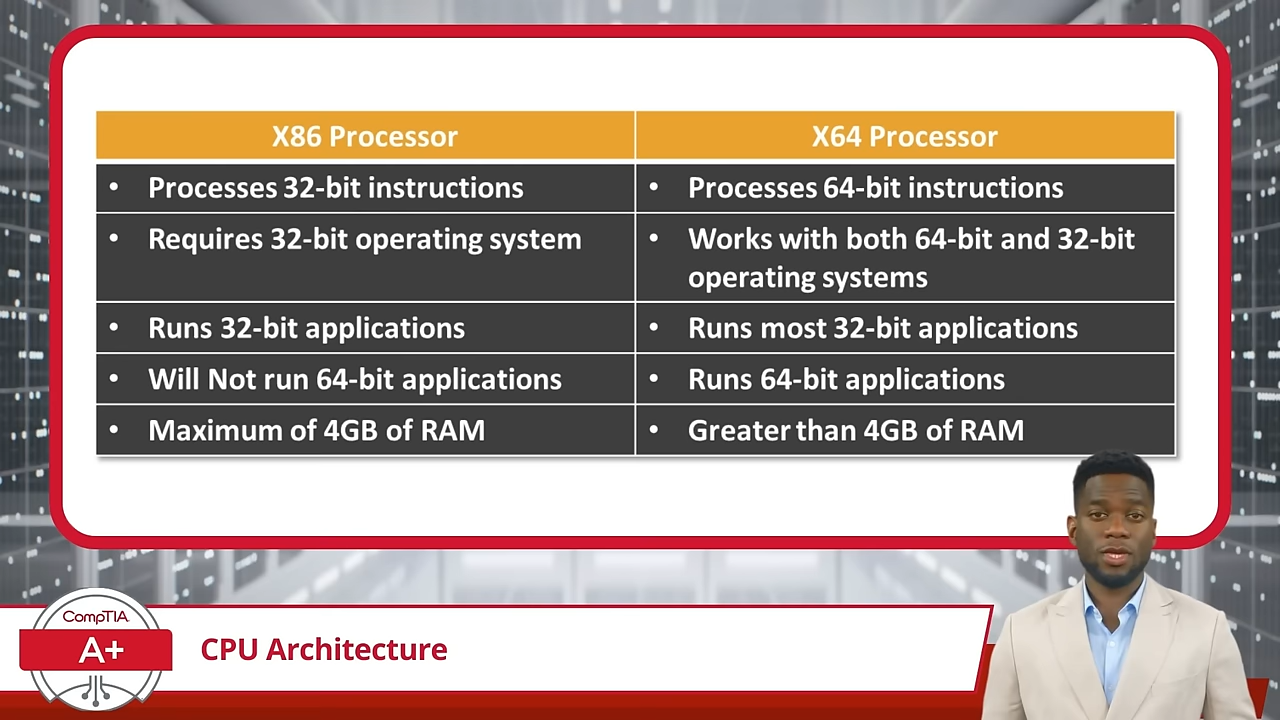 X86 Processor
X64 Processor
• Processes 32-bit instructions
• Processes 64-bit instructions
• Requires 32-bit operating system
• Works with both 64-bit and 32-bit
operating systems
• Runs 32-bit applications
• Runs most 32-bit applications
• Will Not run 64-bit applications
• Runs 64-bit applications
• Maximum of 4GB of RAM
• Greater than 4GB of RAM
CompTIA
A+
CPU Architecture